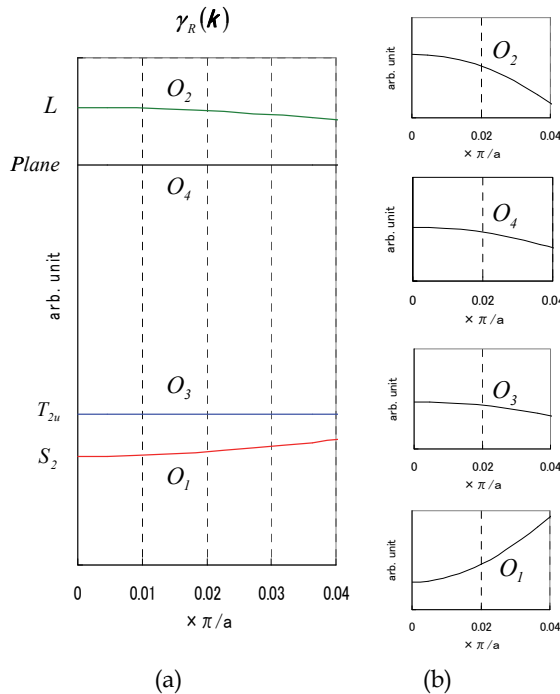 γ_R(k)
L
O₂
Plane
O₄
arb. unit
T₂ᵤ
O₃
S₂
O₁
0 0.01 0.02 0.03 0.04
× π/a
(a)
arb. unit
O₂
0 0.02 0.04
× π/a
arb. unit
O₄
0 0.02 0.04
× π/a
arb. unit
O₃
0 0.02 0.04
× π/a
arb. unit
O₁
0 0.02 0.04
× π/a
(b)